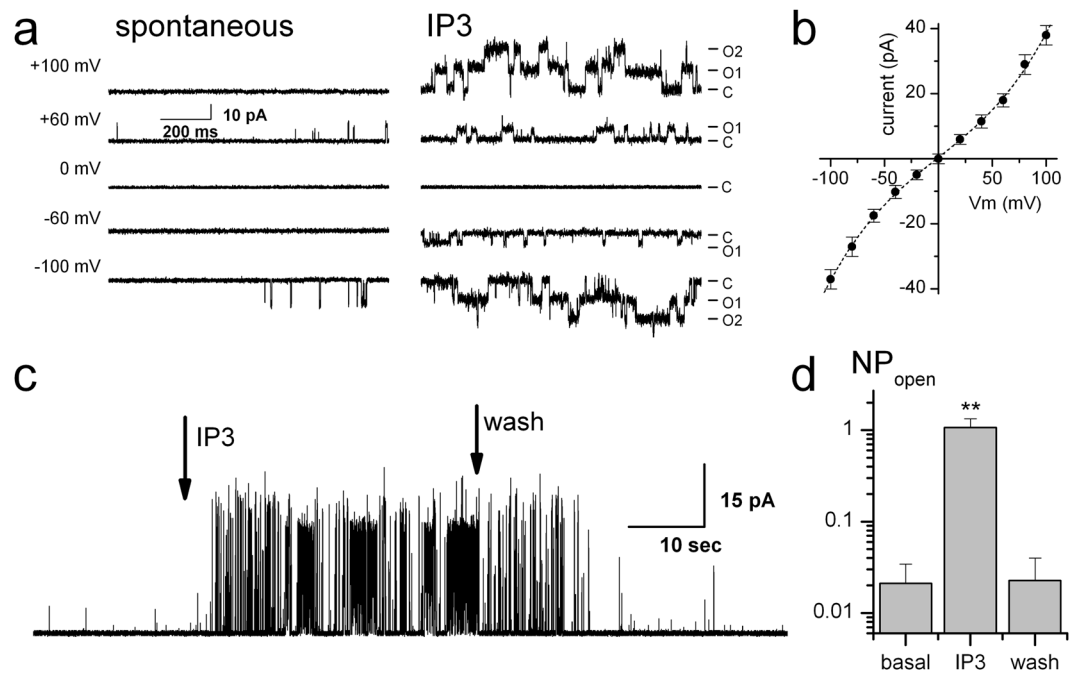 a
spontaneous
IP3
+100 mV
O2
O1
C
10 pA
200 ms
+60 mV
O1
C
0 mV
C
-60 mV
C
O1
-100 mV
C
O1
O2
b
current (pA)
40
20
-20
-40
-100
-50
50
100
Vm (mV)
c
IP3
wash
15 pA
10 sec
d
NPopen
**
1
0.1
0.01
basal
IP3
wash